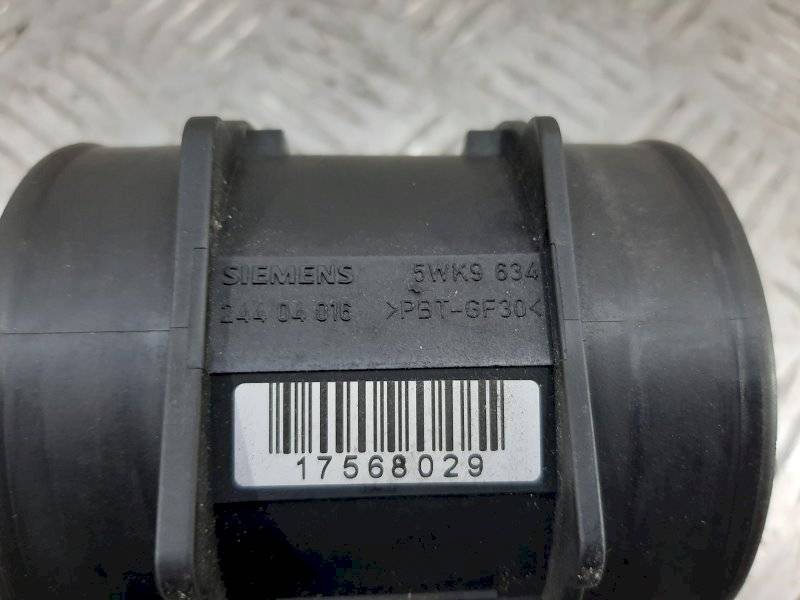 SIEMENS 5WK9 634
244 04 016 >PBT-GF30<
17568029